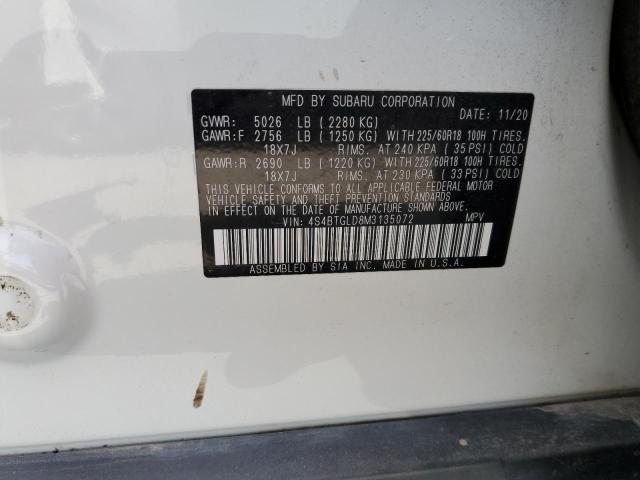 MFD BY SUBARU CORPORATION
DATE: 11/20
GVWR: 5026 LB ( 2280 KG)
GAWR:F 2756 LB ( 1250 KG) WITH 225/60R18 100H TIRES.
18X7J RIMS. AT 240 KPA ( 35 PSI) COLD
GAWR:R 2690 LB ( 1220 KG) WITH 225/60R18 100H TIRES.
18X7J RIMS. AT 230 KPA ( 33 PSI) COLD
THIS VEHICLE CONFORMS TO ALL APPLICABLE FEDERAL MOTOR
VEHICLE SAFETY AND THEFT PREVENTION STANDARDS
IN EFFECT ON THE DATE OF MANUFACTURE SHOWN ABOVE.
VIN: 4S4BTGLD8M3135072 MPV
ASSEMBLED BY SIA INC. MADE IN U.S.A.